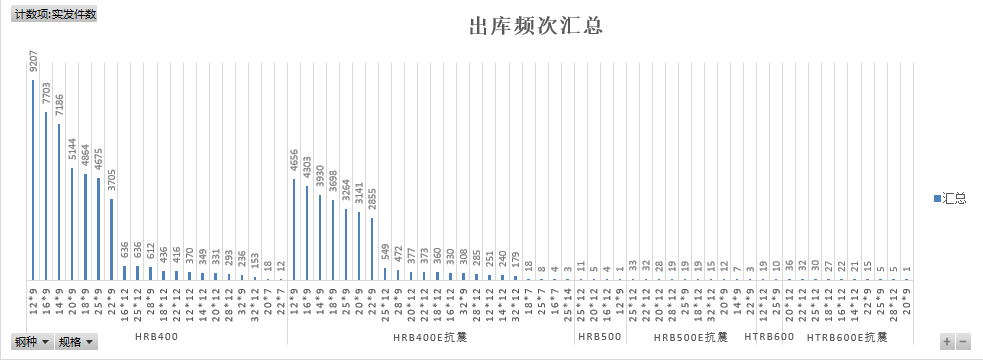 计数项:实发件数
出库频次汇总
9207 7703 7186 5144 4864 4675 3705 636 636 612 436 416 370 349 331 293 236 153 18 12 4656 4303 3930 3698 3264 3141 2855 549 472 377 373 360 330 308 285 251 240 179 18 8 4 3 11 5 4 1 33 32 28 19 19 19 15 12 7 3 19 10 36 32 30 27 22 21 15 5 5 1
汇总
12*9 16*9 14*9 20*9 18*9 25*9 22*9 16*12 25*12 28*9 18*12 22*12 12*12 14*12 20*12 28*12 32*9 32*12 20*7 22*7 12*9 16*9 14*9 18*9 25*9 20*9 22*9 25*12 28*9 20*12 22*12 18*12 16*12 32*9 28*12 12*12 14*12 32*12 18*7 25*7 16*7 25*14 25*12 20*12 16*12 12*9 25*12 22*12 20*12 28*12 25*9 18*12 32*12 12*9 14*9 12*12 25*9 20*12 22*12 25*12 18*12 16*12 14*12 22*9 25*9 28*12 20*9
HRB400 HRB400E抗震 HRB500 HRB500E抗震 HTRB600 HTRB600E抗震
钢种 规格
+ −